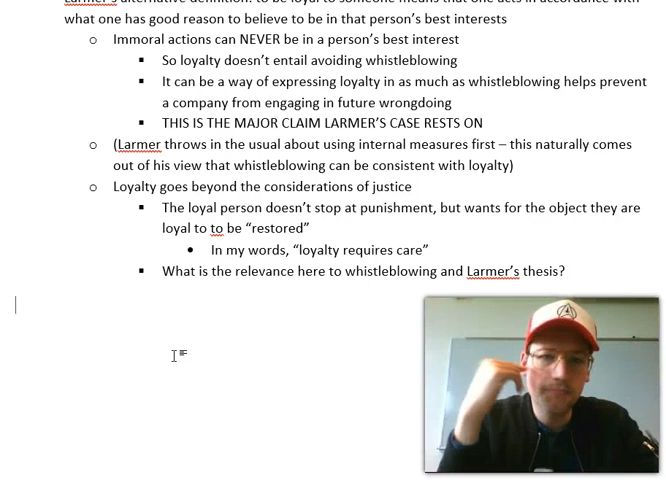 Larmer's alternative definition: to be loyal to someone means that one acts in accordance with
what one has good reason to believe to be in that person's best interests
o Immoral actions can NEVER be in a person's best interest
▪ So loyalty doesn't entail avoiding whistleblowing
▪ It can be a way of expressing loyalty in as much as whistleblowing helps prevent
a company from engaging in future wrongdoing
▪ THIS IS THE MAJOR CLAIM LARMER'S CASE RESTS ON
o (Larmer throws in the usual about using internal measures first – this naturally comes
out of his view that whistleblowing can be consistent with loyalty)
o Loyalty goes beyond the considerations of justice
▪ The loyal person doesn't stop at punishment, but wants for the object they are
loyal to to be “restored”
• In my words, “loyalty requires care”
▪ What is the relevance here to whistleblowing and Larmer's thesis?